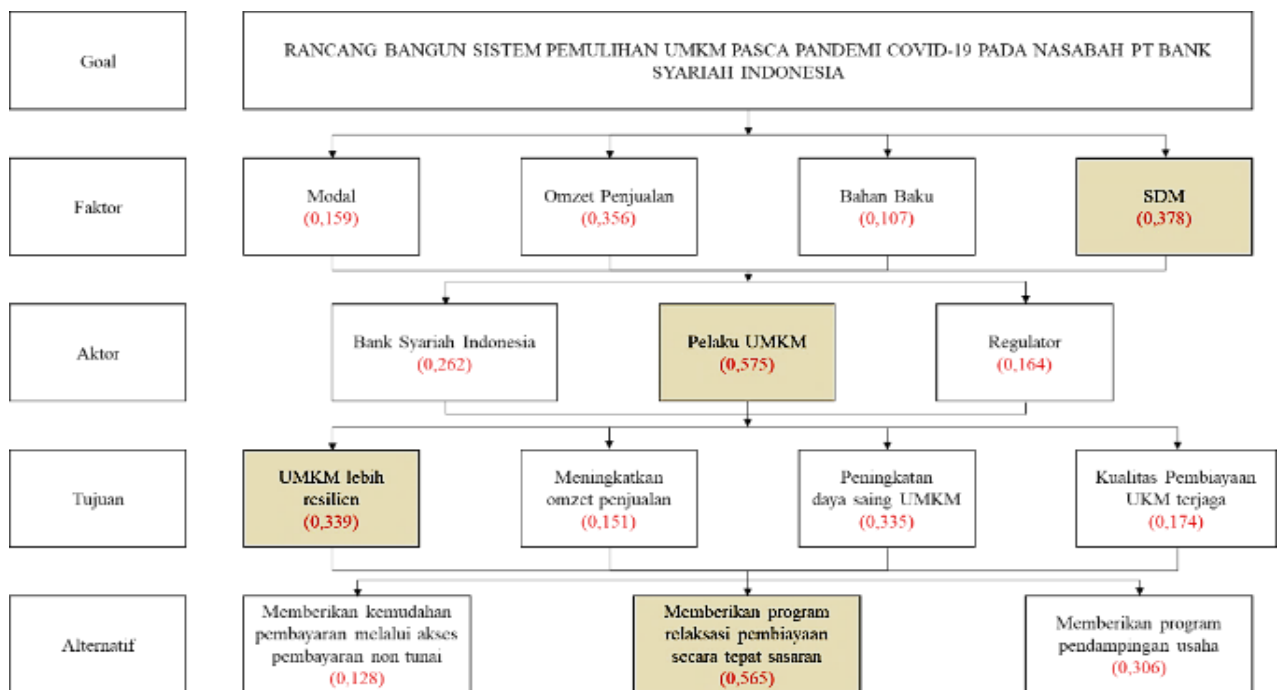 Goal
RANCANG BANGUN SISTEM PEMULIHAN UMKM PASCA PANDEMI COVID-19 PADA NASABAH PT BANK
SYARIAH INDONESIA
Faktor
Modal
(0,159)
Omzet Penjualan
(0,356)
Bahan Baku
(0,107)
SDM
(0,378)
Aktor
Bank Syariah Indonesia
(0,262)
Pelaku UMKM
(0,575)
Regulator
(0,164)
Tujuan
UMKM lebih
resilien
(0,339)
Meningkatkan
omzet penjualan
(0,151)
Peningkatan
daya saing UMKM
(0,335)
Kualitas Pembiayaan
UKM terjaga
(0,174)
Alternatif
Memberikan kemudahan
pembayaran melalui akses
pembayaran non tunai
(0,128)
Memberikan program
relaksasi pembiayaan
secara tepat sasaran
(0,565)
Memberikan program
pendampingan usaha
(0,306)